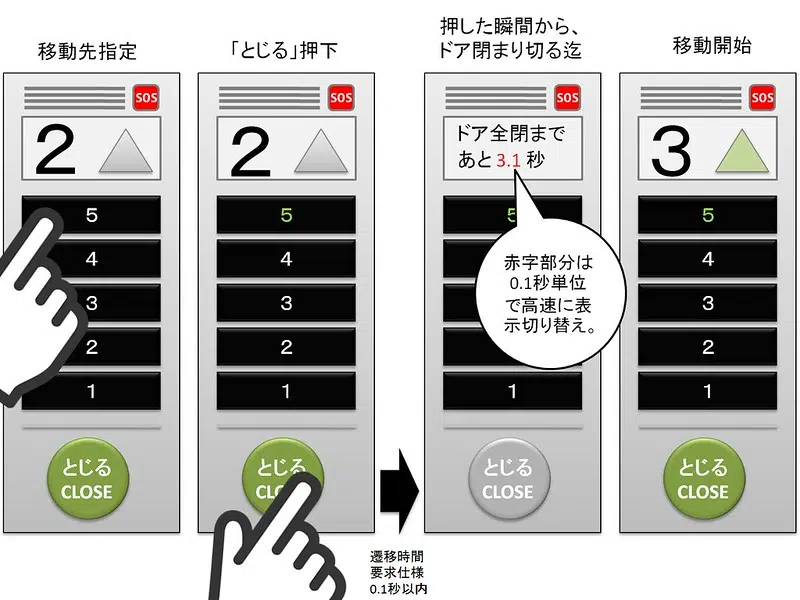 移動先指定
SOS
2
5
4
3
2
1
とじる
CLOSE
「とじる」押下
SOS
2
5
4
3
2
1
とじる
遷移時間
要求仕様
0.1秒以内
押した瞬間から、
ドア閉まり切る迄
SOS
ドア全閉まで
あと3.1秒
赤字部分は
0.1秒単位
で高速に表
示切り替え。
1
とじる
CLOSE
移動開始
SOS
3
5
4
3
2
1
とじる
CLOSE